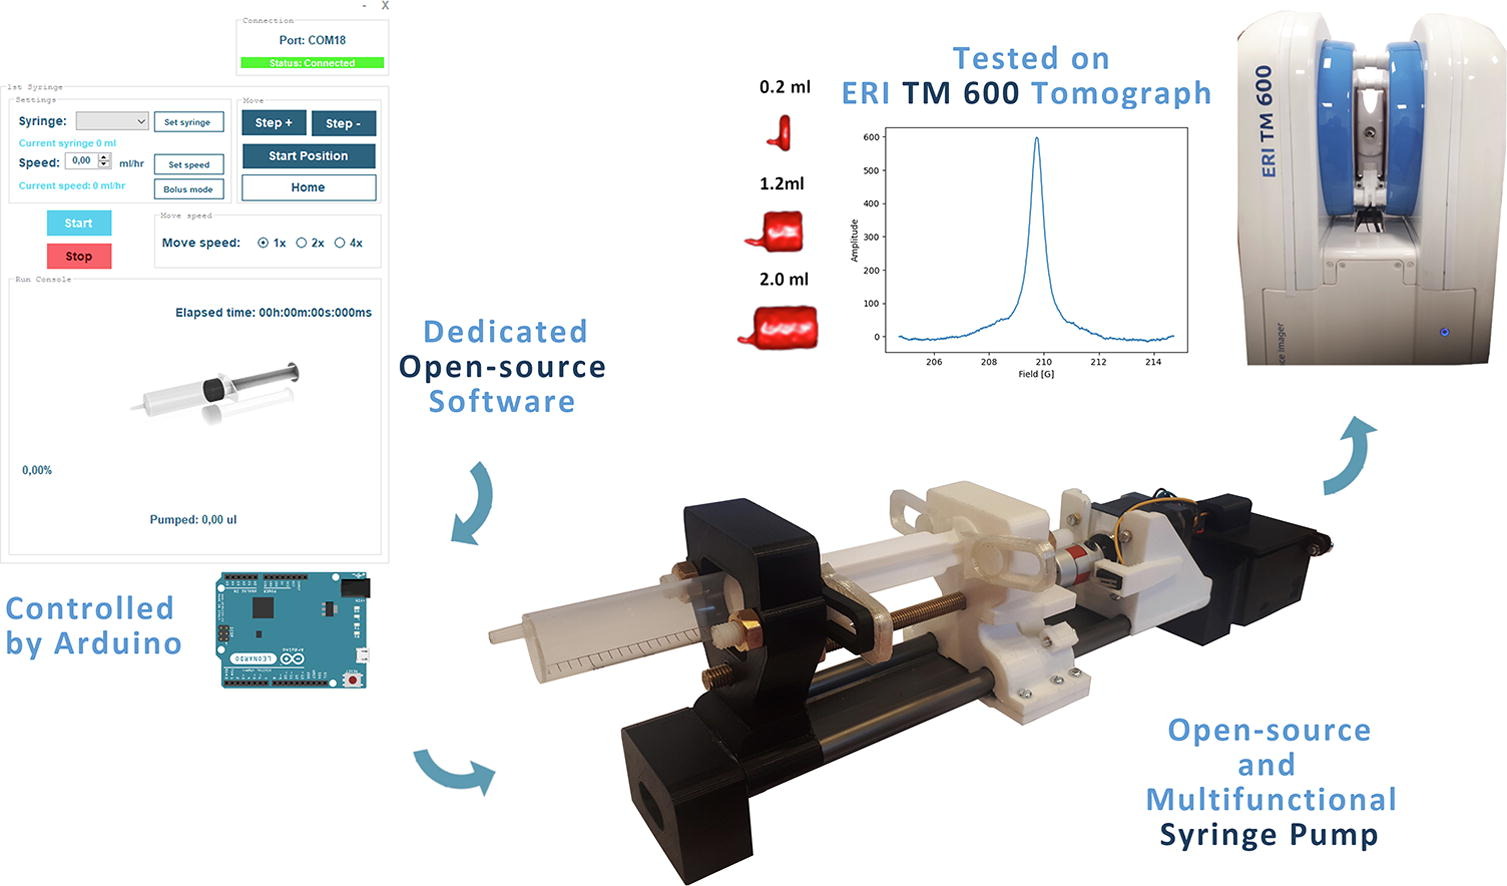 - X
Connection
Port: COM18
Status: Connected
1st Syringe
Settings
Syringe:
Set syringe
Current syringe 0 ml
Speed: 0,00 ml/hr
Set speed
Current speed: 0 ml/hr
Bolus mode
Move
Step + Step -
Start Position
Home
Start
Stop
Move speed
Move speed: 1x 2x 4x
Run Console
Elapsed time: 00h:00m:00s:000ms
0,00%
Pumped: 0,00 ul
Dedicated
Open-source
Software
Controlled
by Arduino
LEONARDO
ARDUINO
0.2 ml
1.2ml
2.0 ml
Tested on
ERI TM 600 Tomograph
600
500
400
300
200
100
0
Amplitude
206 208 210 212 214
Field [G]
ERI TM 600
ce Imager
Open-source
and
Multifunctional
Syringe Pump